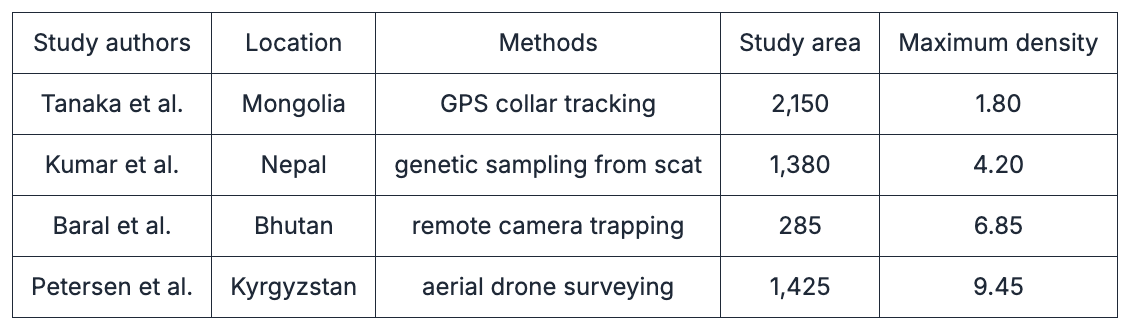 Study authors Location Methods Study area Maximum density
Tanaka et al. Mongolia GPS collar tracking 2,150 1.80
Kumar et al. Nepal genetic sampling from scat 1,380 4.20
Baral et al. Bhutan remote camera trapping 285 6.85
Petersen et al. Kyrgyzstan aerial drone surveying 1,425 9.45